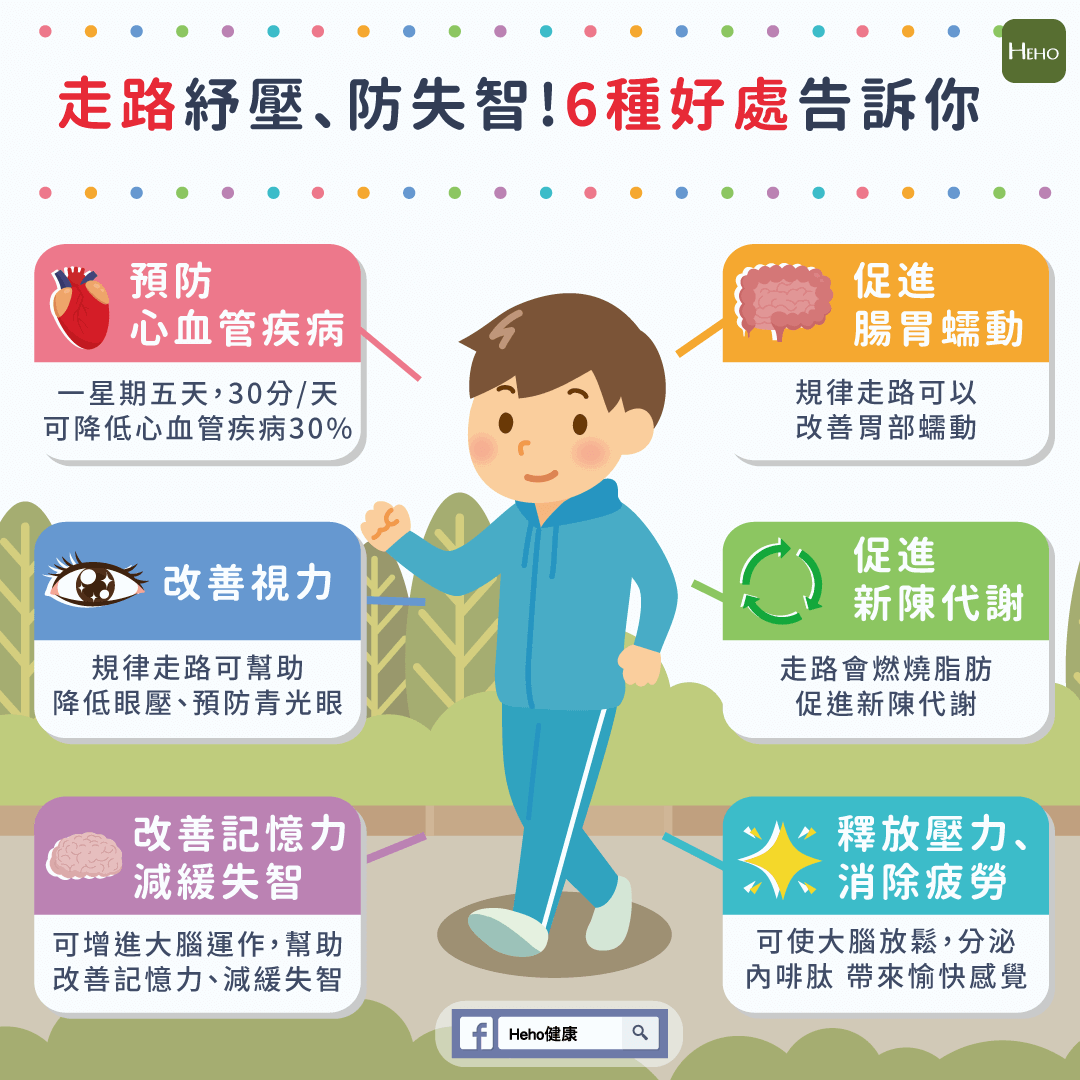 HEHO
走路紓壓、防失智!6種好處告訴你
預防
心血管疾病
一星期五天，30分/天
可降低心血管疾病30%
促進
腸胃蠕動
規律走路可以
改善胃部蠕動
改善視力
規律走路可幫助
降低眼壓、預防青光眼
促進
新陳代謝
走路會燃燒脂肪
促進新陳代謝
改善記憶力
減緩失智
可增進大腦運作，幫助
改善記憶力、減緩失智
釋放壓力、
消除疲勞
可使大腦放鬆，分泌
內啡肽 帶來愉快感覺
f Heho健康